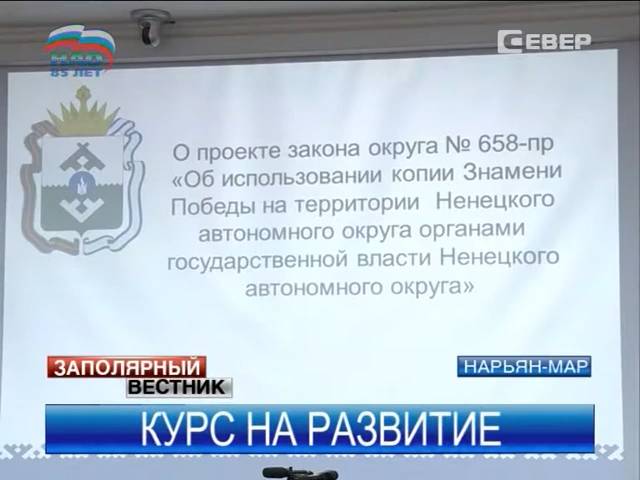 НАО
85 ЛЕТ
СЕВЕР
О проекте закона округа № 658-пр
«Об использовании копии Знамени
Победы на территории Ненецкого
автономного округа органами
государственной власти Ненецкого
автономного округа»
ЗАПОЛЯРНЫЙ
ВЕСТНИК
НАРЬЯН-МАР
КУРС НА РАЗВИТИЕ